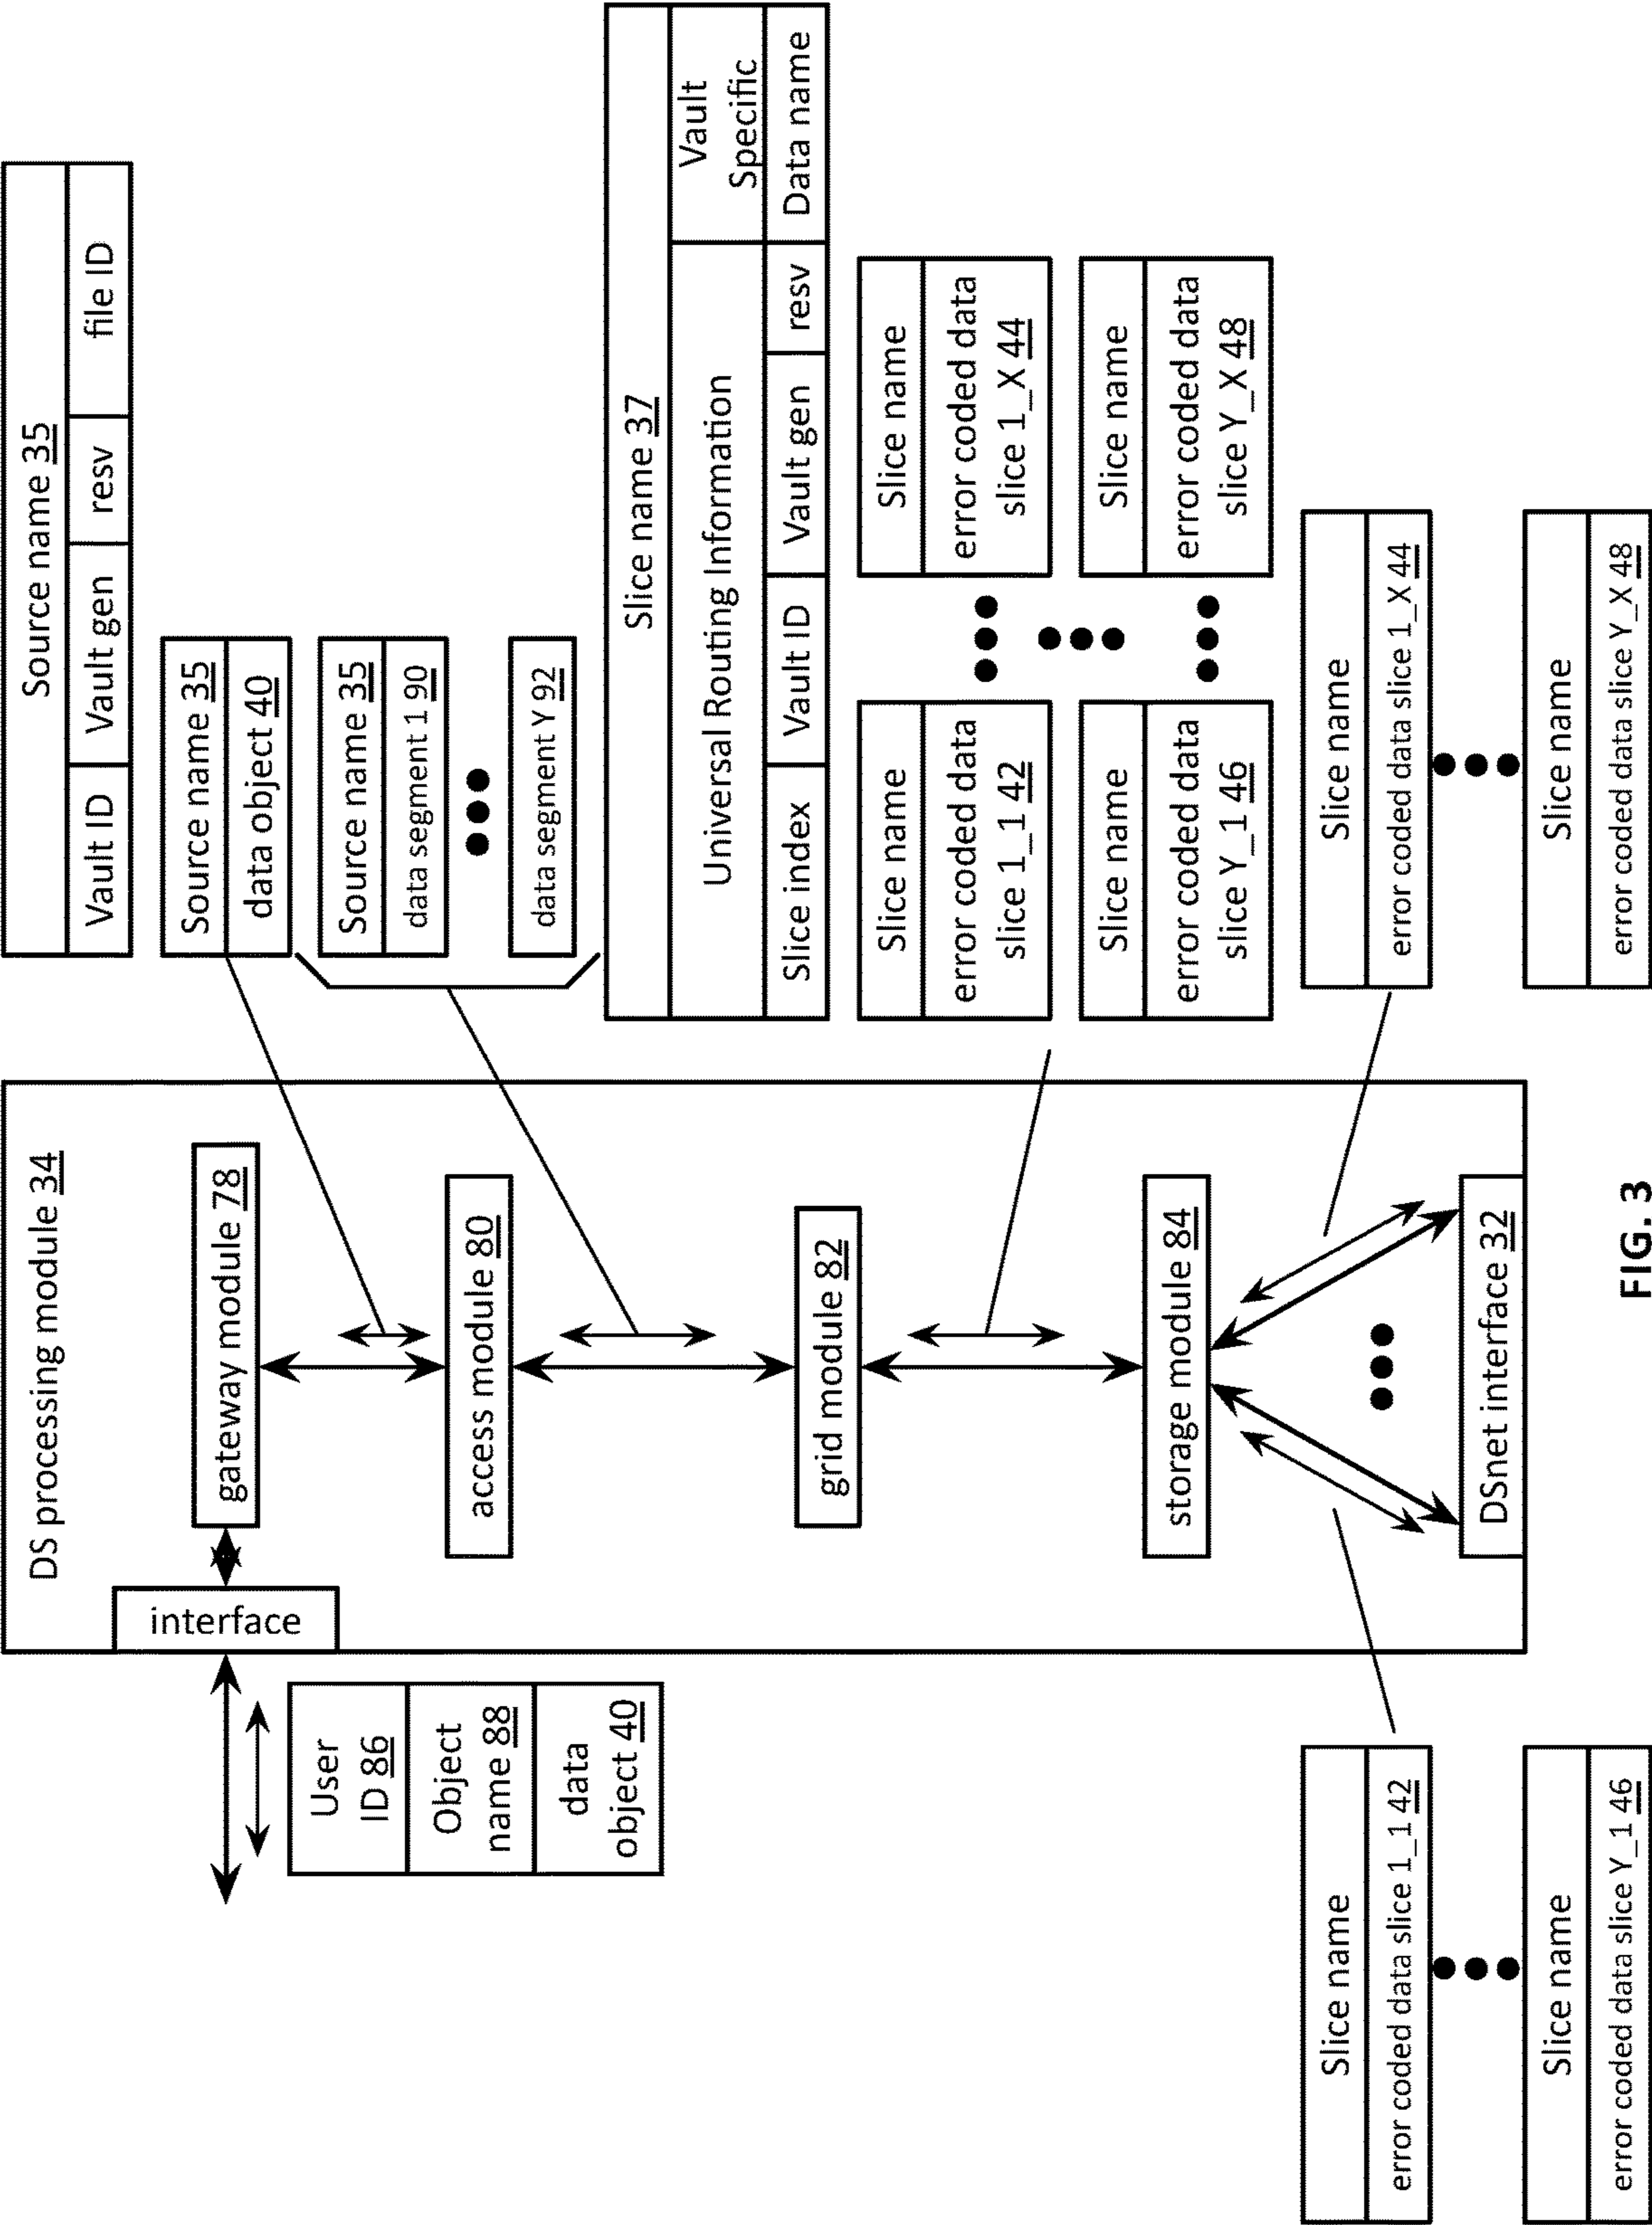 DS processing module 34
interface
gateway module 78
User
ID 86
Object
name 88
data
object 40
access module 80
grid module 82
storage module 84
DSnet interface 32
Source name 35
Vault ID
Vault gen
resv
file ID
Source name 35
data object 40
Source name 35
data segment 1 90
data segment Y 92
Slice name 37
Universal Routing Information
Vault
Specific
Slice index
Vault ID
Vault gen
resv
Data name
Slice name
error coded data
slice 1_1 42
Slice name
error coded data
slice 1_X 44
Slice name
error coded data
slice Y_1 46
Slice name
error coded data
slice Y_X 48
Slice name
error coded data slice 1_1 42
Slice name
error coded data slice Y_1 46
Slice name
error coded data slice 1_X 44
Slice name
error coded data slice Y_X 48
FIG. 3